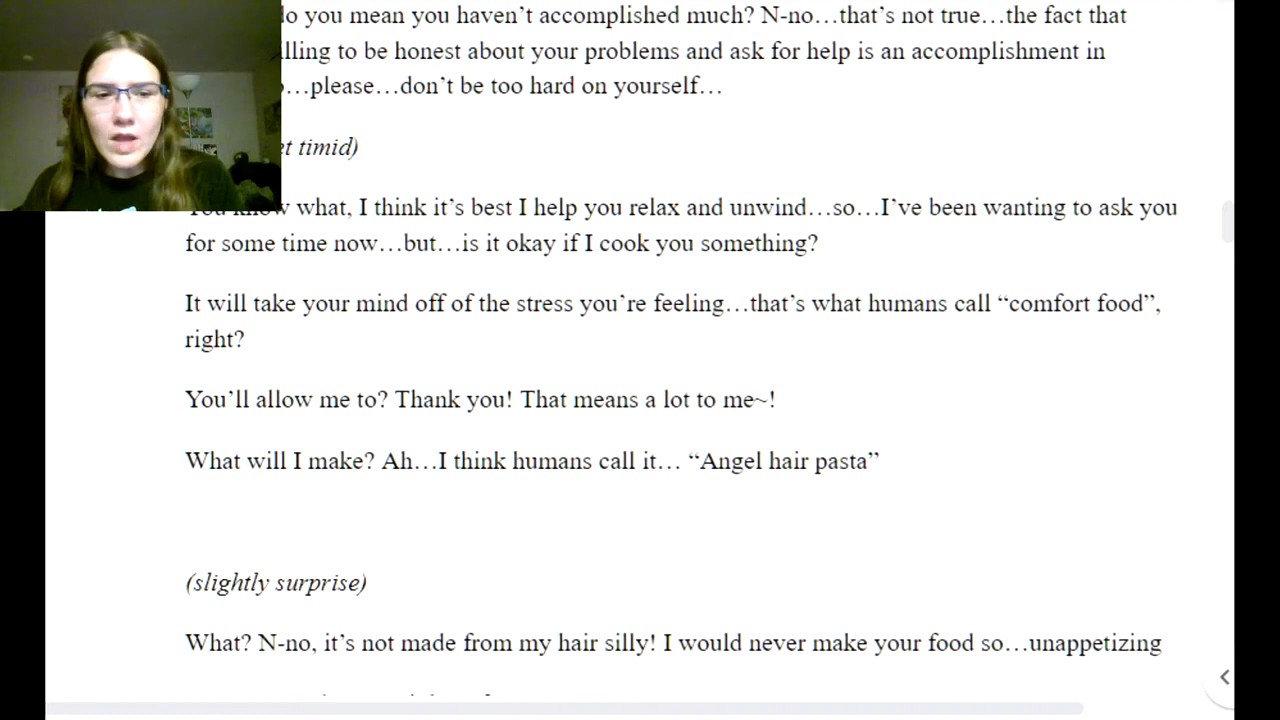 do you mean you haven’t accomplished much? N-no…that’s not true…the fact that
lling to be honest about your problems and ask for help is an accomplishment in
…please…don’t be too hard on yourself…
et timid)
You know what, I think it’s best I help you relax and unwind…so…I’ve been wanting to ask you
for some time now…but…is it okay if I cook you something?
It will take your mind off of the stress you’re feeling…that’s what humans call “comfort food”,
right?
You’ll allow me to? Thank you! That means a lot to me~!
What will I make? Ah…I think humans call it… “Angel hair pasta”
(slightly surprise)
What? N-no, it’s not made from my hair silly! I would never make your food so…unappetizing